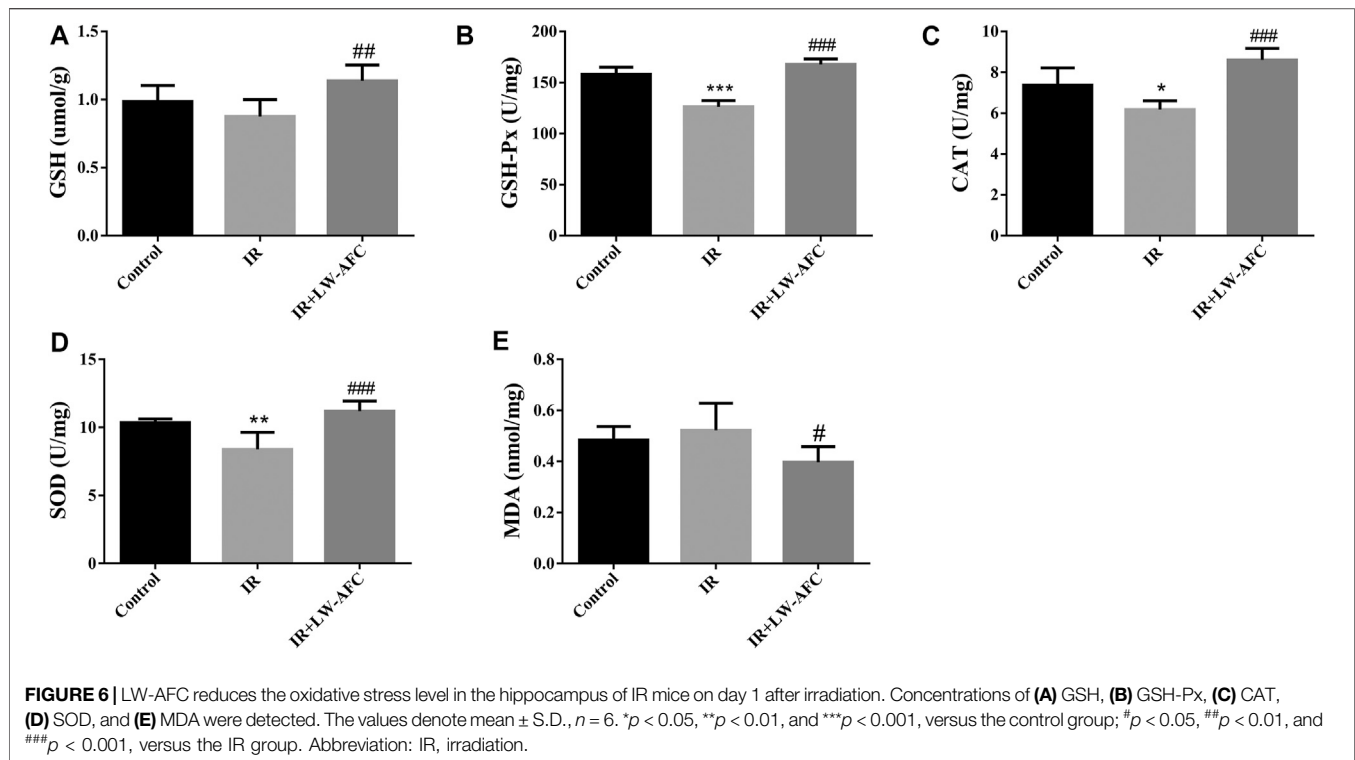 A
GSH (umol/g)
1.5
1.0
0.5
0.0
##
Control
IR
IR+LW-AFC
B
GSH-Px (U/mg)
200
150
100
50
0
***
###
Control
IR
IR+LW-AFC
C
CAT (U/mg)
10
8
6
4
2
0
*
###
Control
IR
IR+LW-AFC
D
SOD (U/mg)
15
10
5
0
**
###
Control
IR
IR+LW-AFC
E
MDA (nmol/mg)
0.8
0.6
0.4
0.2
0.0
#
Control
IR
IR+LW-AFC
FIGURE 6 | LW-AFC reduces the oxidative stress level in the hippocampus of IR mice on day 1 after irradiation. Concentrations of (A) GSH, (B) GSH-Px, (C) CAT,
(D) SOD, and (E) MDA were detected. The values denote mean ± S.D., n = 6. *p < 0.05, **p < 0.01, and ***p < 0.001, versus the control group; #p < 0.05, ##p < 0.01, and
###p < 0.001, versus the IR group. Abbreviation: IR, irradiation.